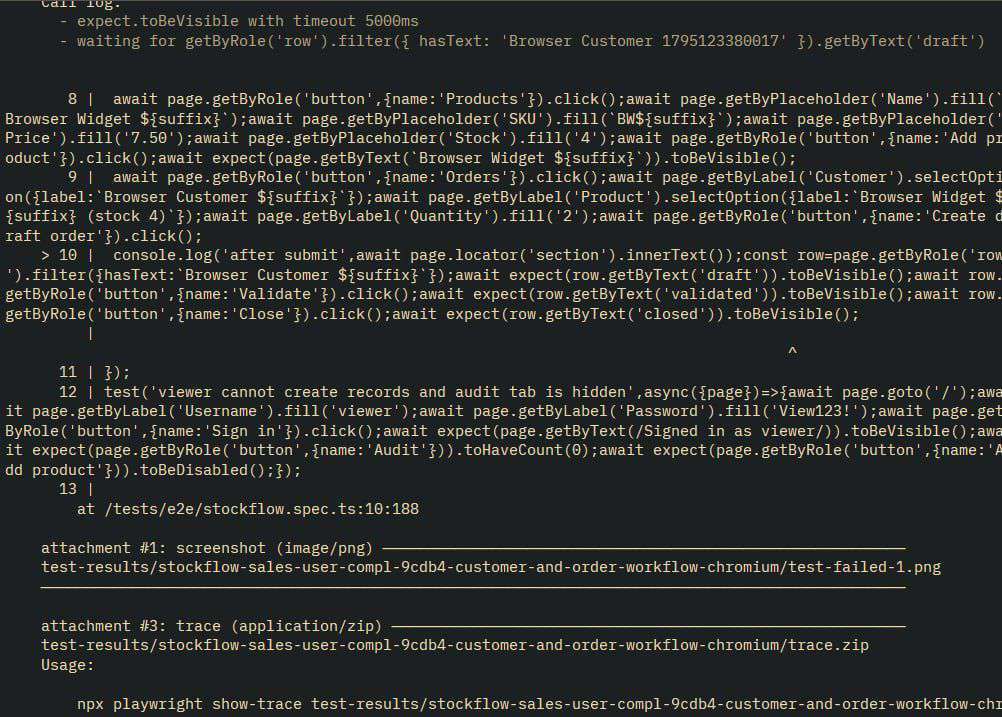 Call log:
- expect.toBeVisible with timeout 5000ms
- waiting for getByRole('row').filter({ hasText: 'Browser Customer 1795123380017' }).getByText('draft')
8 |  await page.getByRole('button',{name:'Products'}).click();await page.getByPlaceholder('Name').fill(`
Browser Widget ${suffix}`);await page.getByPlaceholder('SKU').fill(`BW${suffix}`);await page.getByPlaceholder('
Price').fill('7.50');await page.getByPlaceholder('Stock').fill('4');await page.getByRole('button',{name:'Add pr
oduct'}).click();await expect(page.getByText(`Browser Widget ${suffix}`)).toBeVisible();
9 |  await page.getByRole('button',{name:'Orders'}).click();await page.getByLabel('Customer').selectOpti
on({label:`Browser Customer ${suffix}`});await page.getByLabel('Product').selectOption({label:`Browser Widget $
{suffix} (stock 4)`});await page.getByLabel('Quantity').fill('2');await page.getByRole('button',{name:'Create d
raft order'}).click();
> 10 |  console.log('after submit',await page.locator('section').innerText());const row=page.getByRole('row
').filter({hasText:`Browser Customer ${suffix}`});await expect(row.getByText('draft')).toBeVisible();await row.
getByRole('button',{name:'Validate'}).click();await expect(row.getByText('validated')).toBeVisible();await row.
getByRole('button',{name:'Close'}).click();await expect(row.getByText('closed')).toBeVisible();
|
^
11 | });
12 | test('viewer cannot create records and audit tab is hidden',async({page})=>{await page.goto('/');awa
it page.getByLabel('Username').fill('viewer');await page.getByLabel('Password').fill('View123!');await page.get
ByRole('button',{name:'Sign in'}).click();await expect(page.getByText(/Signed in as viewer/)).toBeVisible();awa
it expect(page.getByRole('button',{name:'Audit'})).toHaveCount(0);await expect(page.getByRole('button',{name:'A
dd product'})).toBeDisabled();});
13 |
at /tests/e2e/stockflow.spec.ts:10:188
attachment #1: screenshot (image/png) ──────────────────────────────────────────────────────────
test-results/stockflow-sales-user-compl-9cdb4-customer-and-order-workflow-chromium/test-failed-1.png
────────────────────────────────────────────────────────────────────────────────────────────────
attachment #3: trace (application/zip) ─────────────────────────────────────────────────────────
test-results/stockflow-sales-user-compl-9cdb4-customer-and-order-workflow-chromium/trace.zip
Usage:
npx playwright show-trace test-results/stockflow-sales-user-compl-9cdb4-customer-and-order-workflow-chr